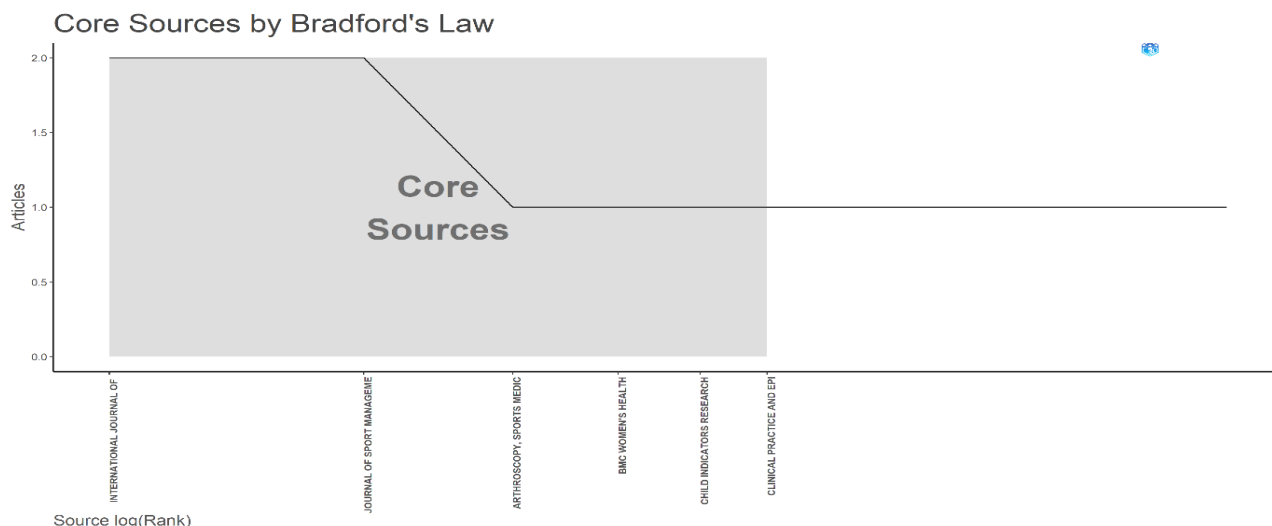 Core Sources by Bradford's Law
2.0
1.5
1.0
0.5
0.0
Articles
Core
Sources
INTERNATIONAL JOURNAL OF
JOURNAL OF SPORT MANAGEME
ARTHROSCOPY, SPORTS MEDIC
BMC WOMEN'S HEALTH
CHILD INDICATORS RESEARCH
CLINICAL PRACTICE AND EPI
Source log(Rank)